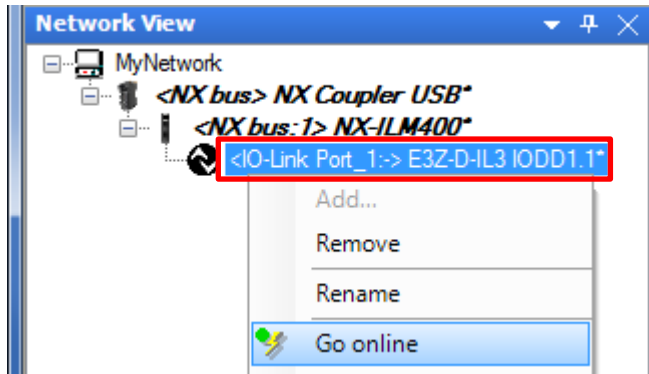 Network View
MyNetwork
<NX bus> NX Coupler USB*
<NX bus:1> NX-ILM400*
<IO-Link Port_1:-> E3Z-D-IL3 IODD1.1*
Add...
Remove
Rename
Go online